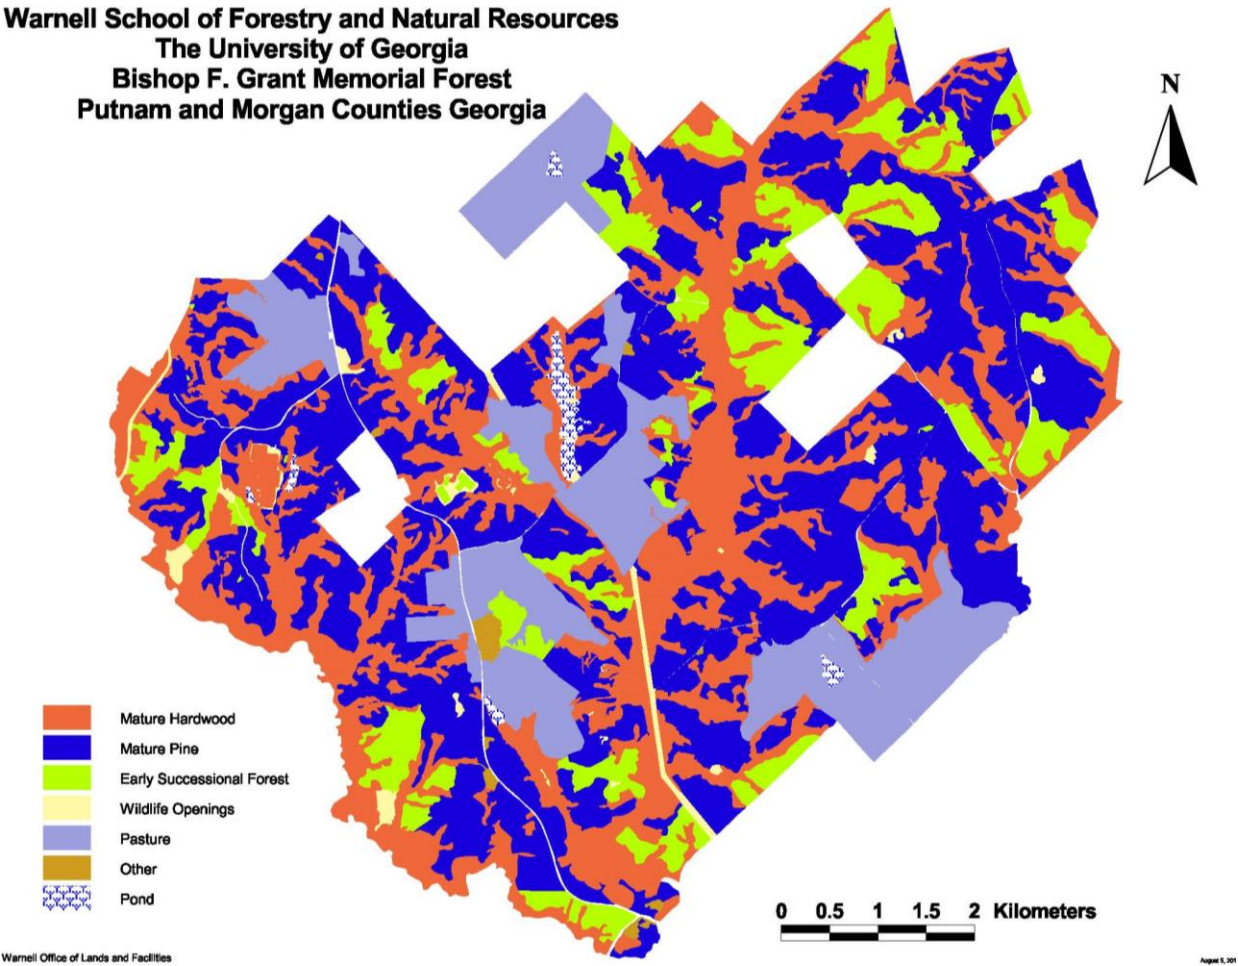 Warnell School of Forestry and Natural Resources
The University of Georgia
Bishop F. Grant Memorial Forest
Putnam and Morgan Counties Georgia
N
Mature Hardwood
Mature Pine
Early Successional Forest
Wildlife Openings
Pasture
Other
Pond
0 0.5 1 1.5 2 Kilometers
Warnell Office of Lands and Facilities
August 5,